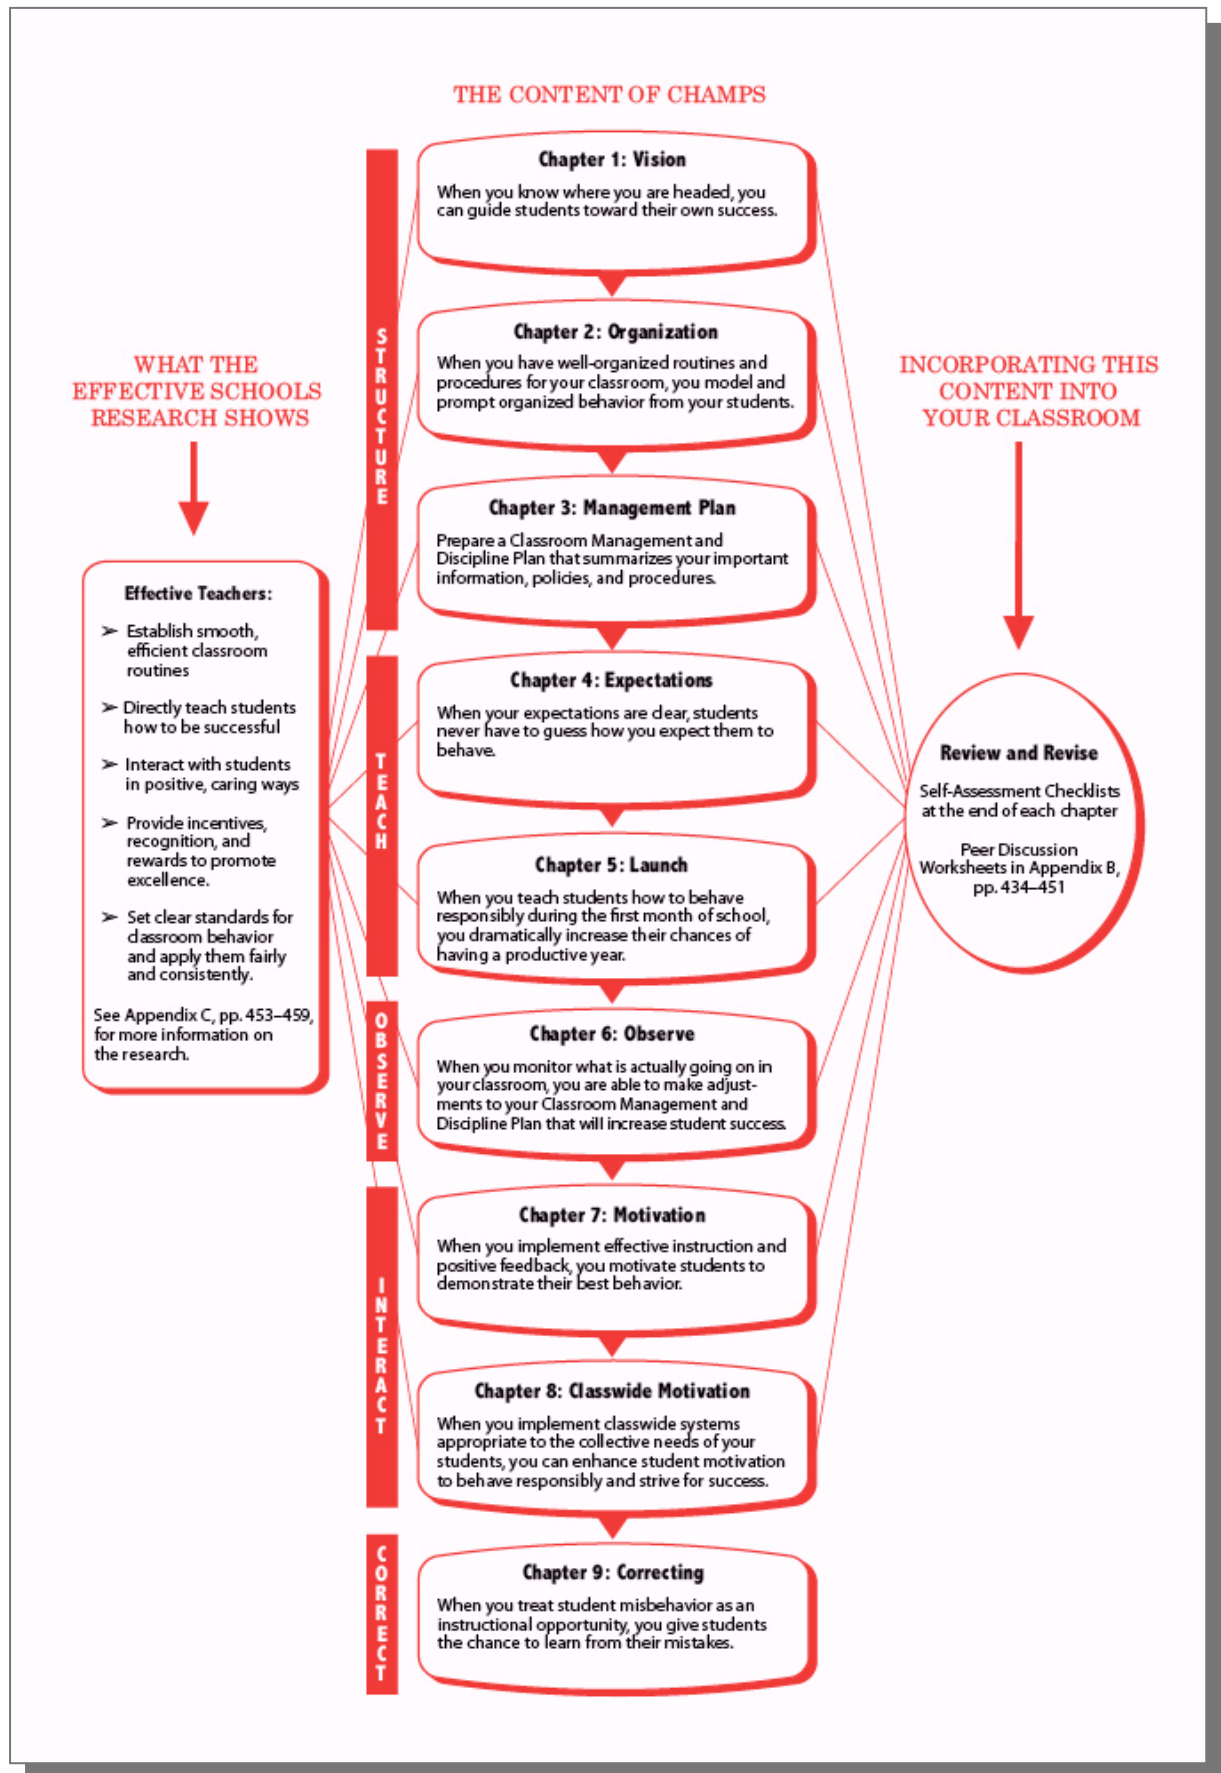 THE CONTENT OF CHAMPS
WHAT THE
EFFECTIVE SCHOOLS
RESEARCH SHOWS
Effective Teachers:
➢ Establish smooth,
efficient classroom
routines
➢ Directly teach students
how to be successful
➢ Interact with students
in positive, caring ways
➢ Provide incentives,
recognition, and
rewards to promote
excellence.
➢ Set clear standards for
classroom behavior
and apply them fairly
and consistently.
See Appendix C, pp. 453–459,
for more information on
the research.
STRUCTURE
Chapter 1: Vision
When you know where you are headed, you
can guide students toward their own success.
Chapter 2: Organization
When you have well-organized routines and
procedures for your classroom, you model and
prompt organized behavior from your students.
Chapter 3: Management Plan
Prepare a Classroom Management and
Discipline Plan that summarizes your important
information, policies, and procedures.
TEACH
Chapter 4: Expectations
When your expectations are clear, students
never have to guess how you expect them to
behave.
Chapter 5: Launch
When you teach students how to behave
responsibly during the first month of school,
you dramatically increase their chances of
having a productive year.
OBSERVE
Chapter 6: Observe
When you monitor what is actually going on in
your classroom, you are able to make adjust-
ments to your Classroom Management and
Discipline Plan that will increase student success.
INTERACT
Chapter 7: Motivation
When you implement effective instruction and
positive feedback, you motivate students to
demonstrate their best behavior.
Chapter 8: Classwide Motivation
When you implement classwide systems
appropriate to the collective needs of your
students, you can enhance student motivation
to behave responsibly and strive for success.
CORRECT
Chapter 9: Correcting
When you treat student misbehavior as an
instructional opportunity, you give students
the chance to learn from their mistakes.
INCORPORATING THIS
CONTENT INTO
YOUR CLASSROOM
Review and Revise
Self-Assessment Checklists
at the end of each chapter
Peer Discussion
Worksheets in Appendix B,
pp. 434–451